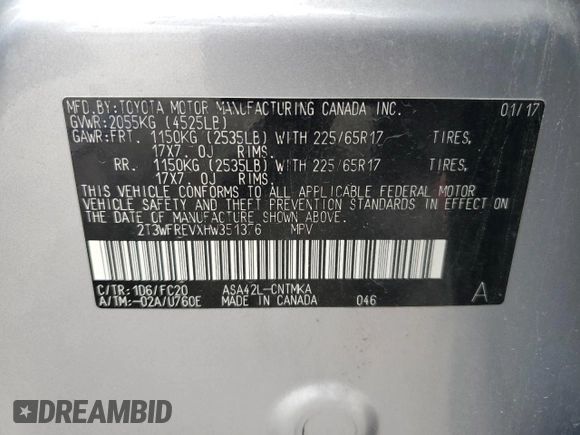 MFD.BY:TOYOTA MOTOR MANUFACTURING CANADA INC. 01/17
GVWR:2055KG (4525LB)
GAWR:FRT. 1150KG (2535LB) WITH 225/65R17 TIRES,
17X7.0J RIMS.
RR. 1150KG (2535LB) WITH 225/65R17 TIRES,
17X7.0J RIMS.
THIS VEHICLE CONFORMS TO ALL APPLICABLE FEDERAL MOTOR
VEHICLE SAFETY AND THEFT PREVENTION STANDARDS IN EFFECT
ON THE DATE OF MANUFACTURE SHOWN ABOVE.
MPV
C/TR:1D6/FC20 ASA42L-CNTMKA
A/TM:-02A/U760E MADE IN CANADA 046 A
DREAMBID